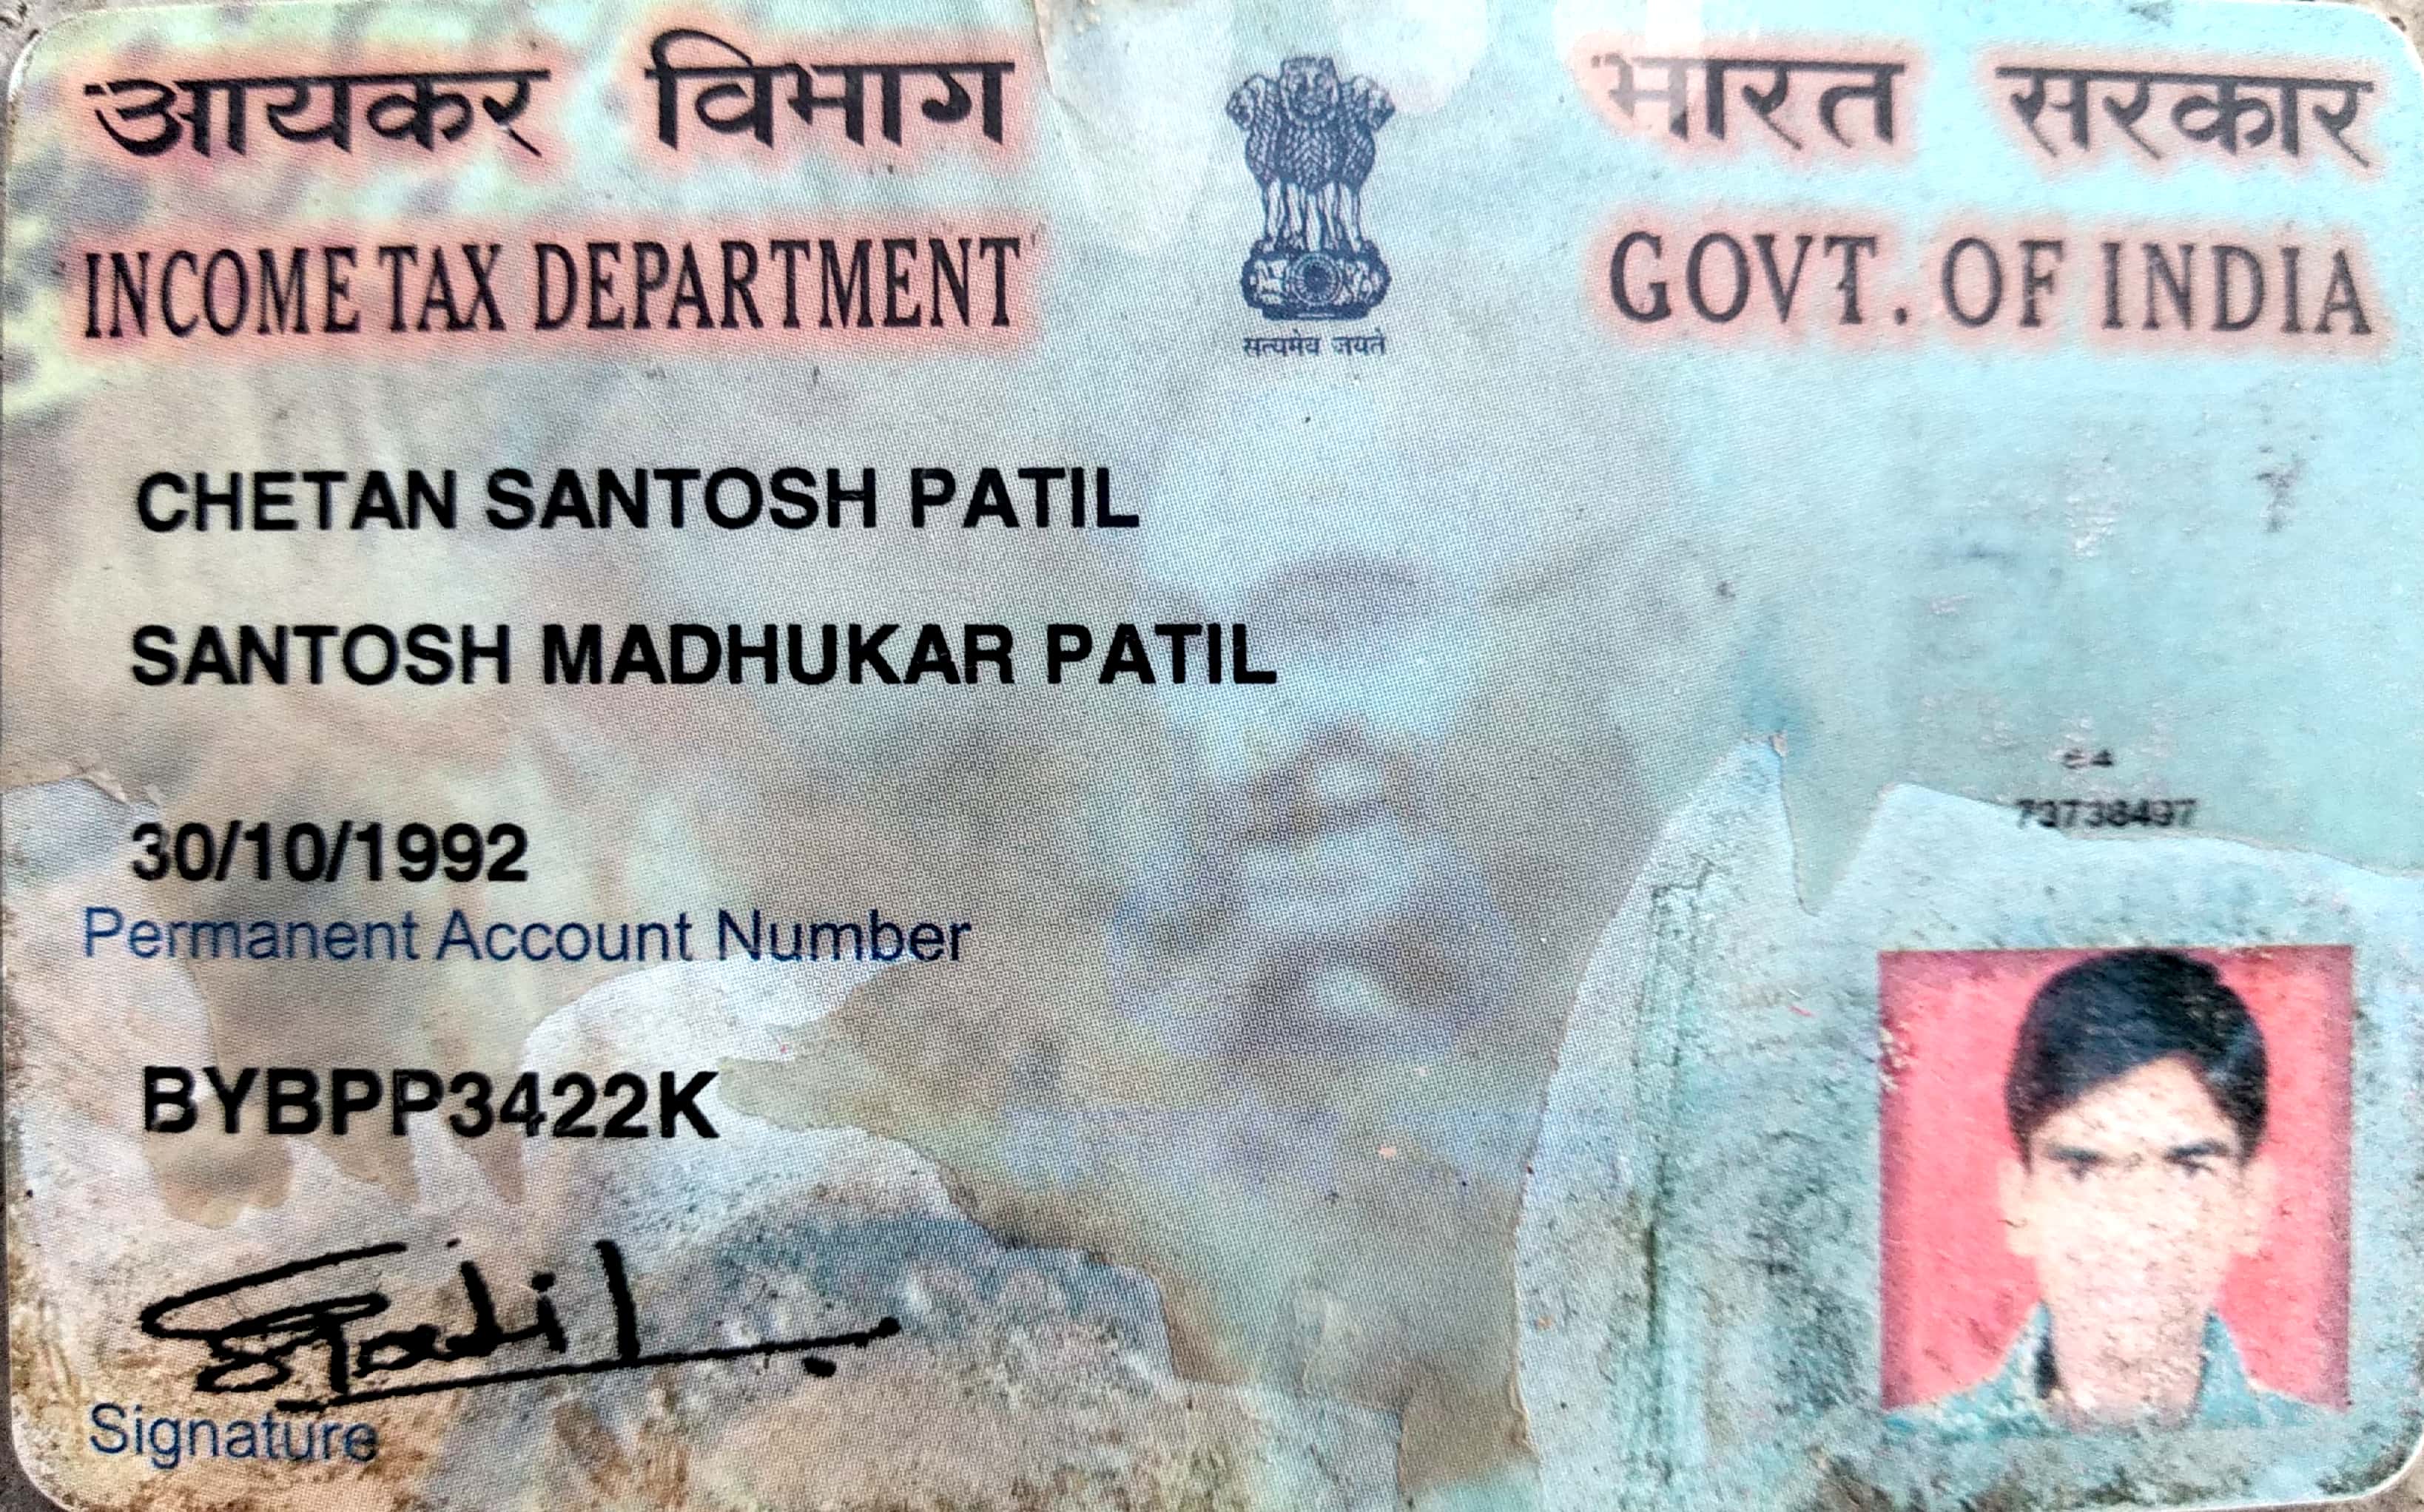 आयकर विभाग
भारत सरकार
INCOME TAX DEPARTMENT
GOVT. OF INDIA
सत्यमेव जयते
CHETAN SANTOSH PATIL
SANTOSH MADHUKAR PATIL
30/10/1992
73738497
Permanent Account Number
BYBPP3422K
Signature